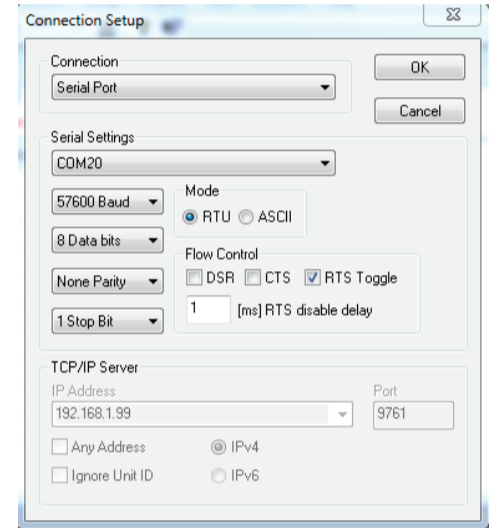 Connection Setup
Connection
Serial Port
OK
Cancel
Serial Settings
COM20
57600 Baud
Mode
RTU
ASCII
8 Data bits
Flow Control
DSR
CTS
RTS Toggle
None Parity
1
[ms] RTS disable delay
1 Stop Bit
TCP/IP Server
IP Address
Port
192.168.1.99
9761
Any Address
IPv4
Ignore Unit ID
IPv6